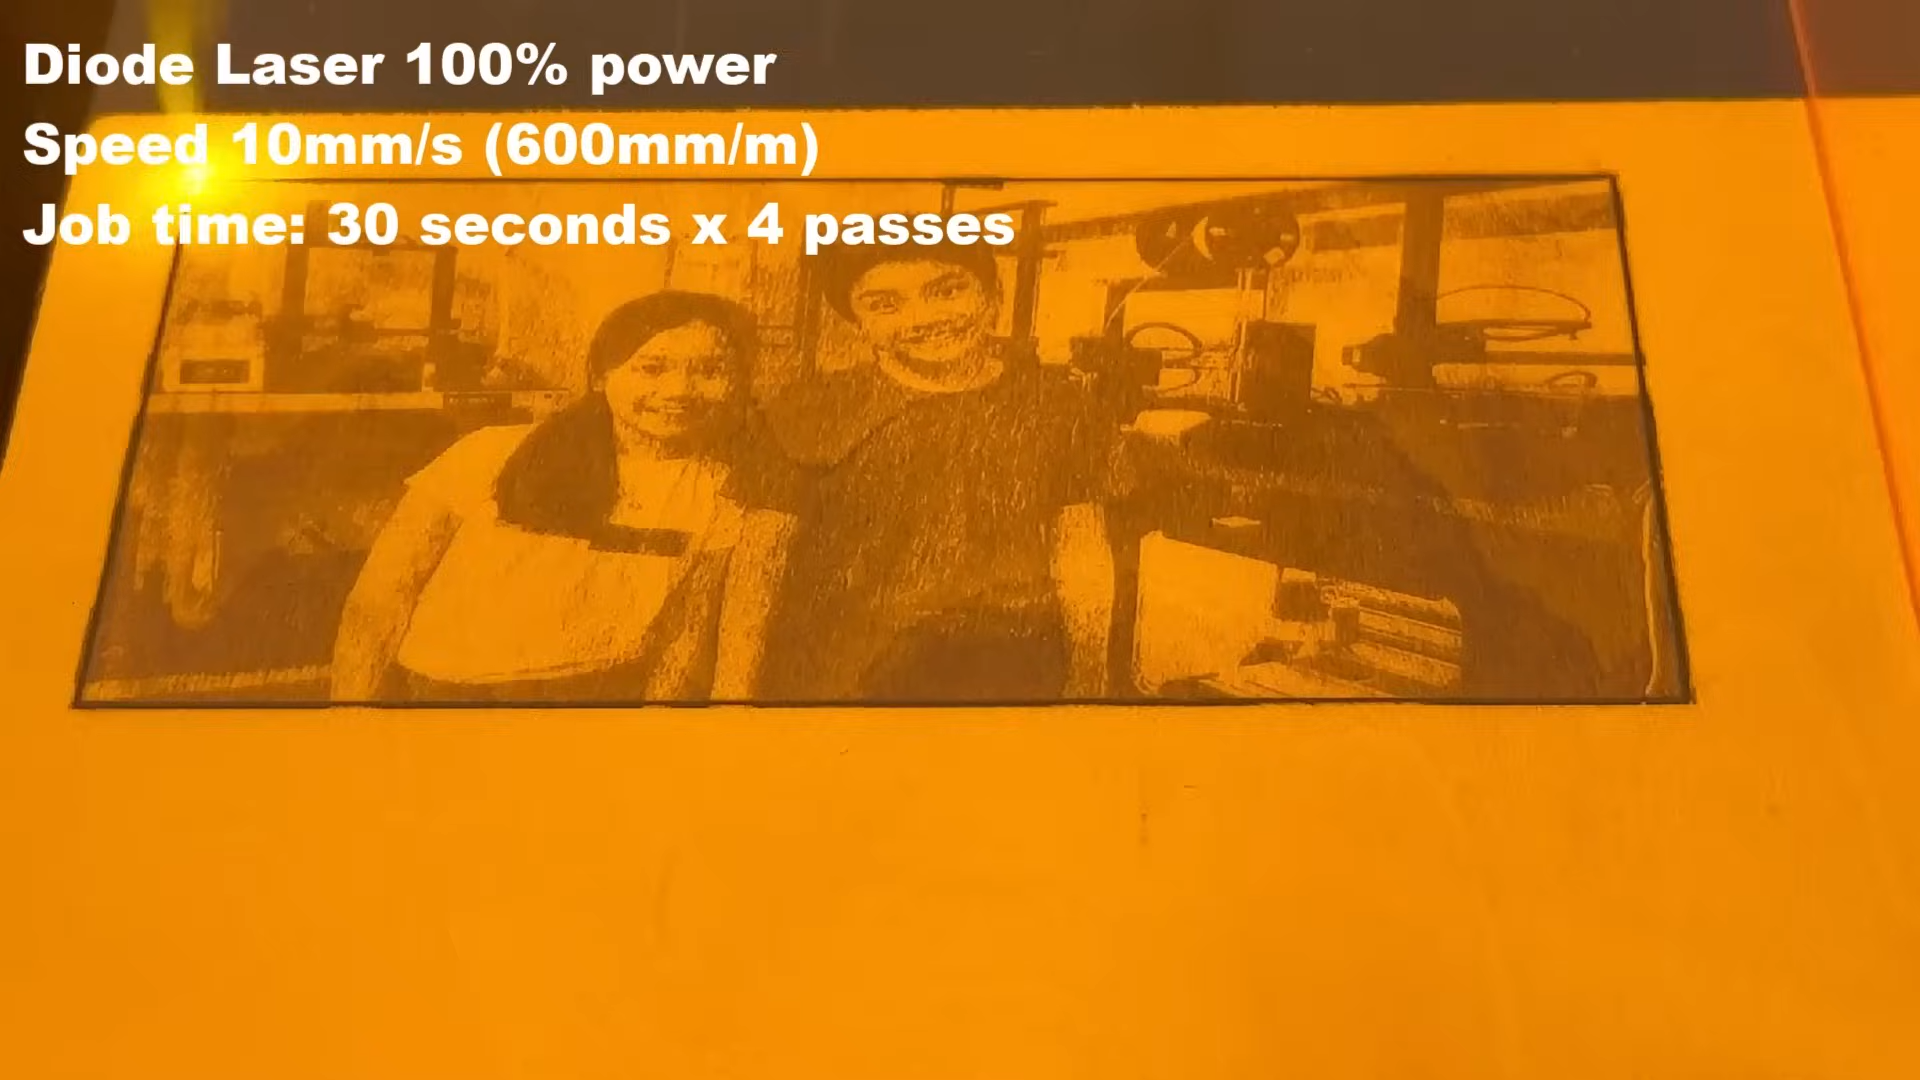 Diode Laser 100% power
Speed 10mm/s (600mm/m)
Job time: 30 seconds x 4 passes